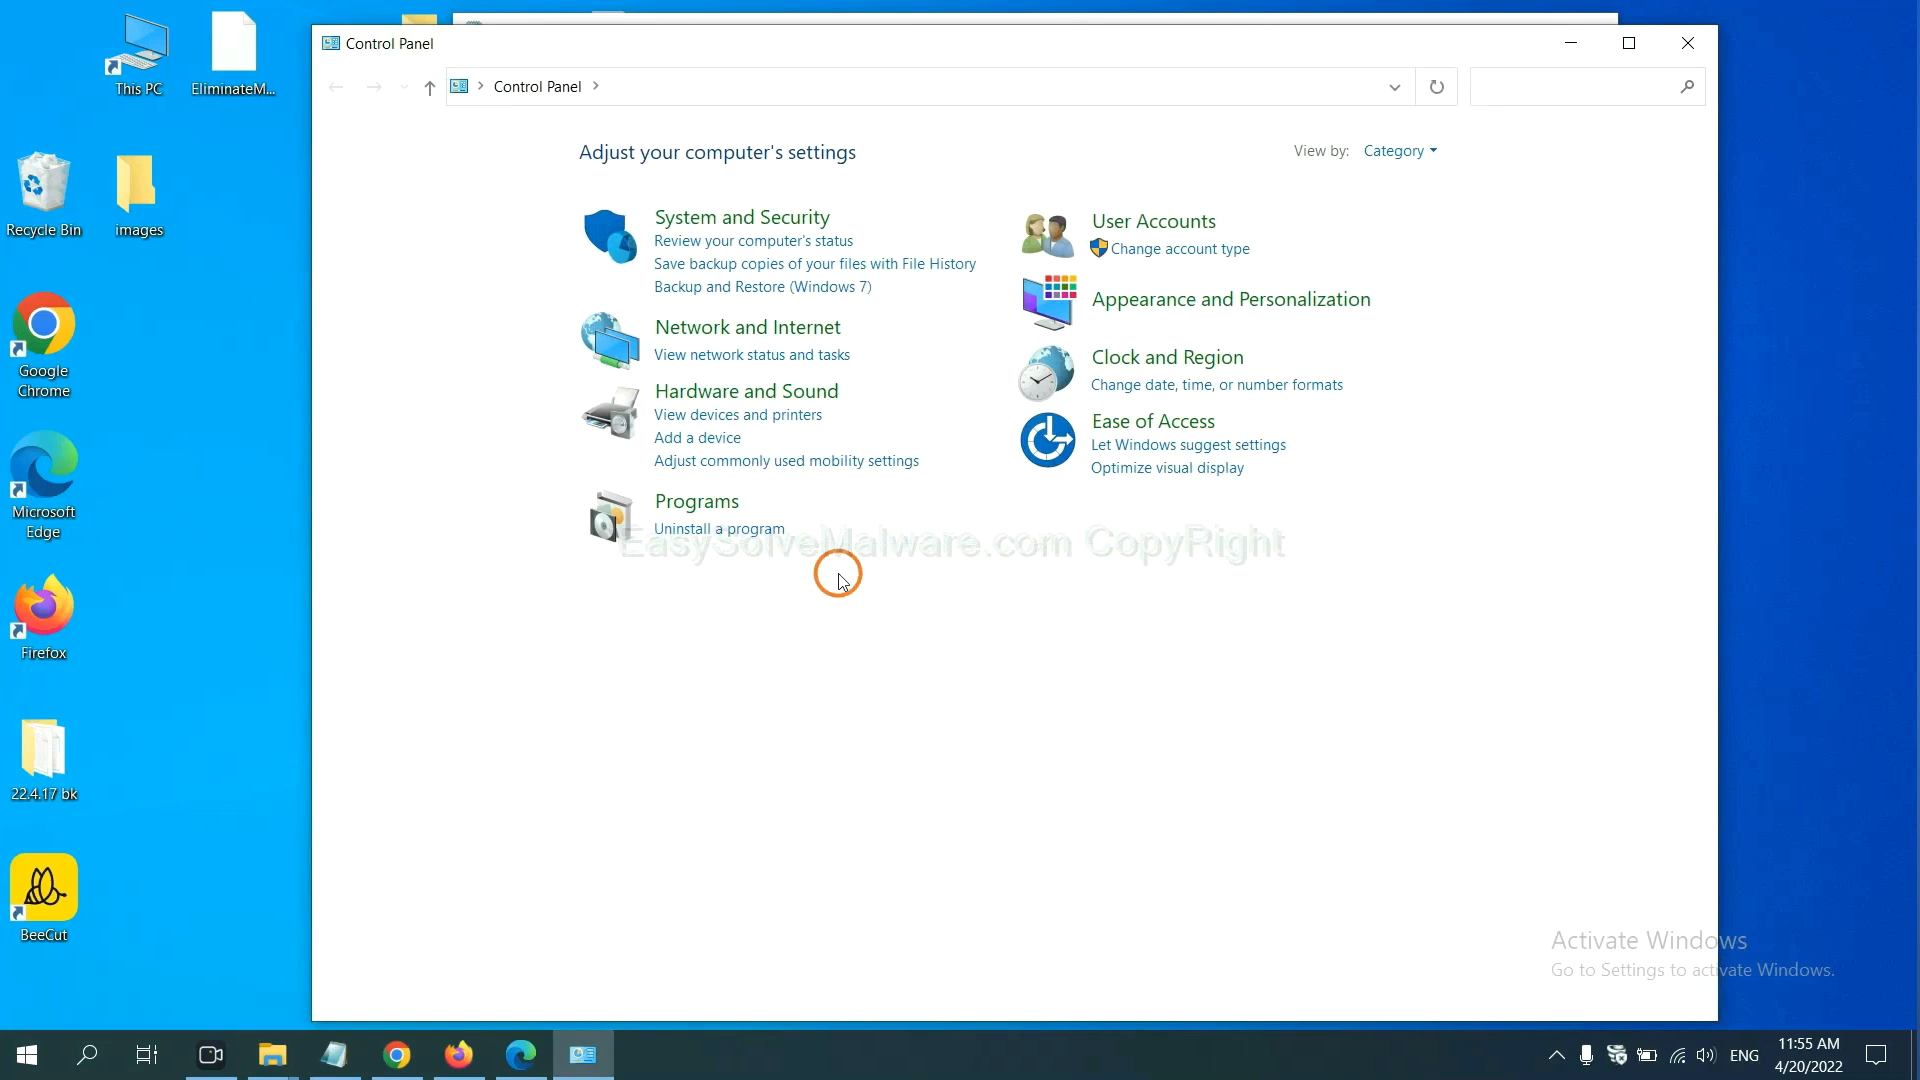 Control Panel
Control Panel
Adjust your computer's settings
View by: Category
System and Security
Review your computer's status
Save backup copies of your files with File History
Backup and Restore (Windows 7)
Network and Internet
View network status and tasks
Hardware and Sound
View devices and printers
Add a device
Adjust commonly used mobility settings
Programs
Uninstall a program
User Accounts
Change account type
Appearance and Personalization
Clock and Region
Change date, time, or number formats
Ease of Access
Let Windows suggest settings
Optimize visual display
EasySolveMalware.com CopyRight
This PC
EliminateM...
Recycle Bin
images
Google
Chrome
Microsoft
Edge
Firefox
22.4.17 bk
BeeCut
Activate Windows
Go to Settings to activate Windows.
ENG
11:55 AM
4/20/2022